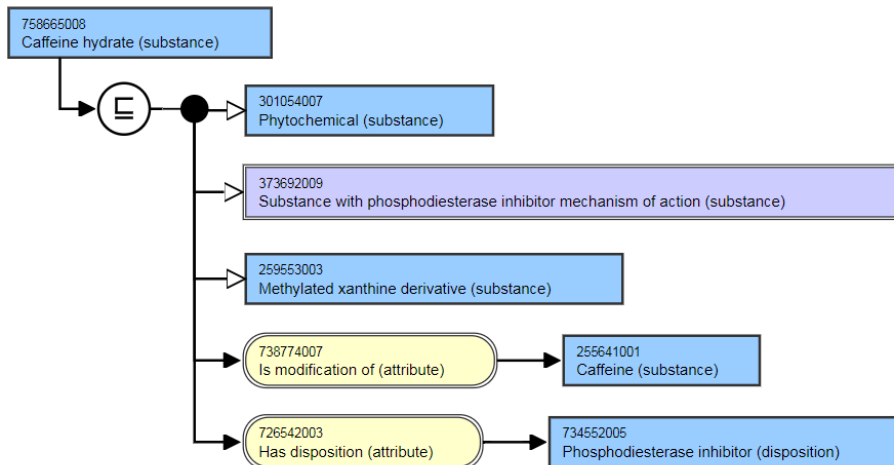 758665008
Caffeine hydrate (substance)
⊑
301054007
Phytochemical (substance)
373692009
Substance with phosphodiesterase inhibitor mechanism of action (substance)
259553003
Methylated xanthine derivative (substance)
738774007
Is modification of (attribute)
255641001
Caffeine (substance)
726542003
Has disposition (attribute)
734552005
Phosphodiesterase inhibitor (disposition)